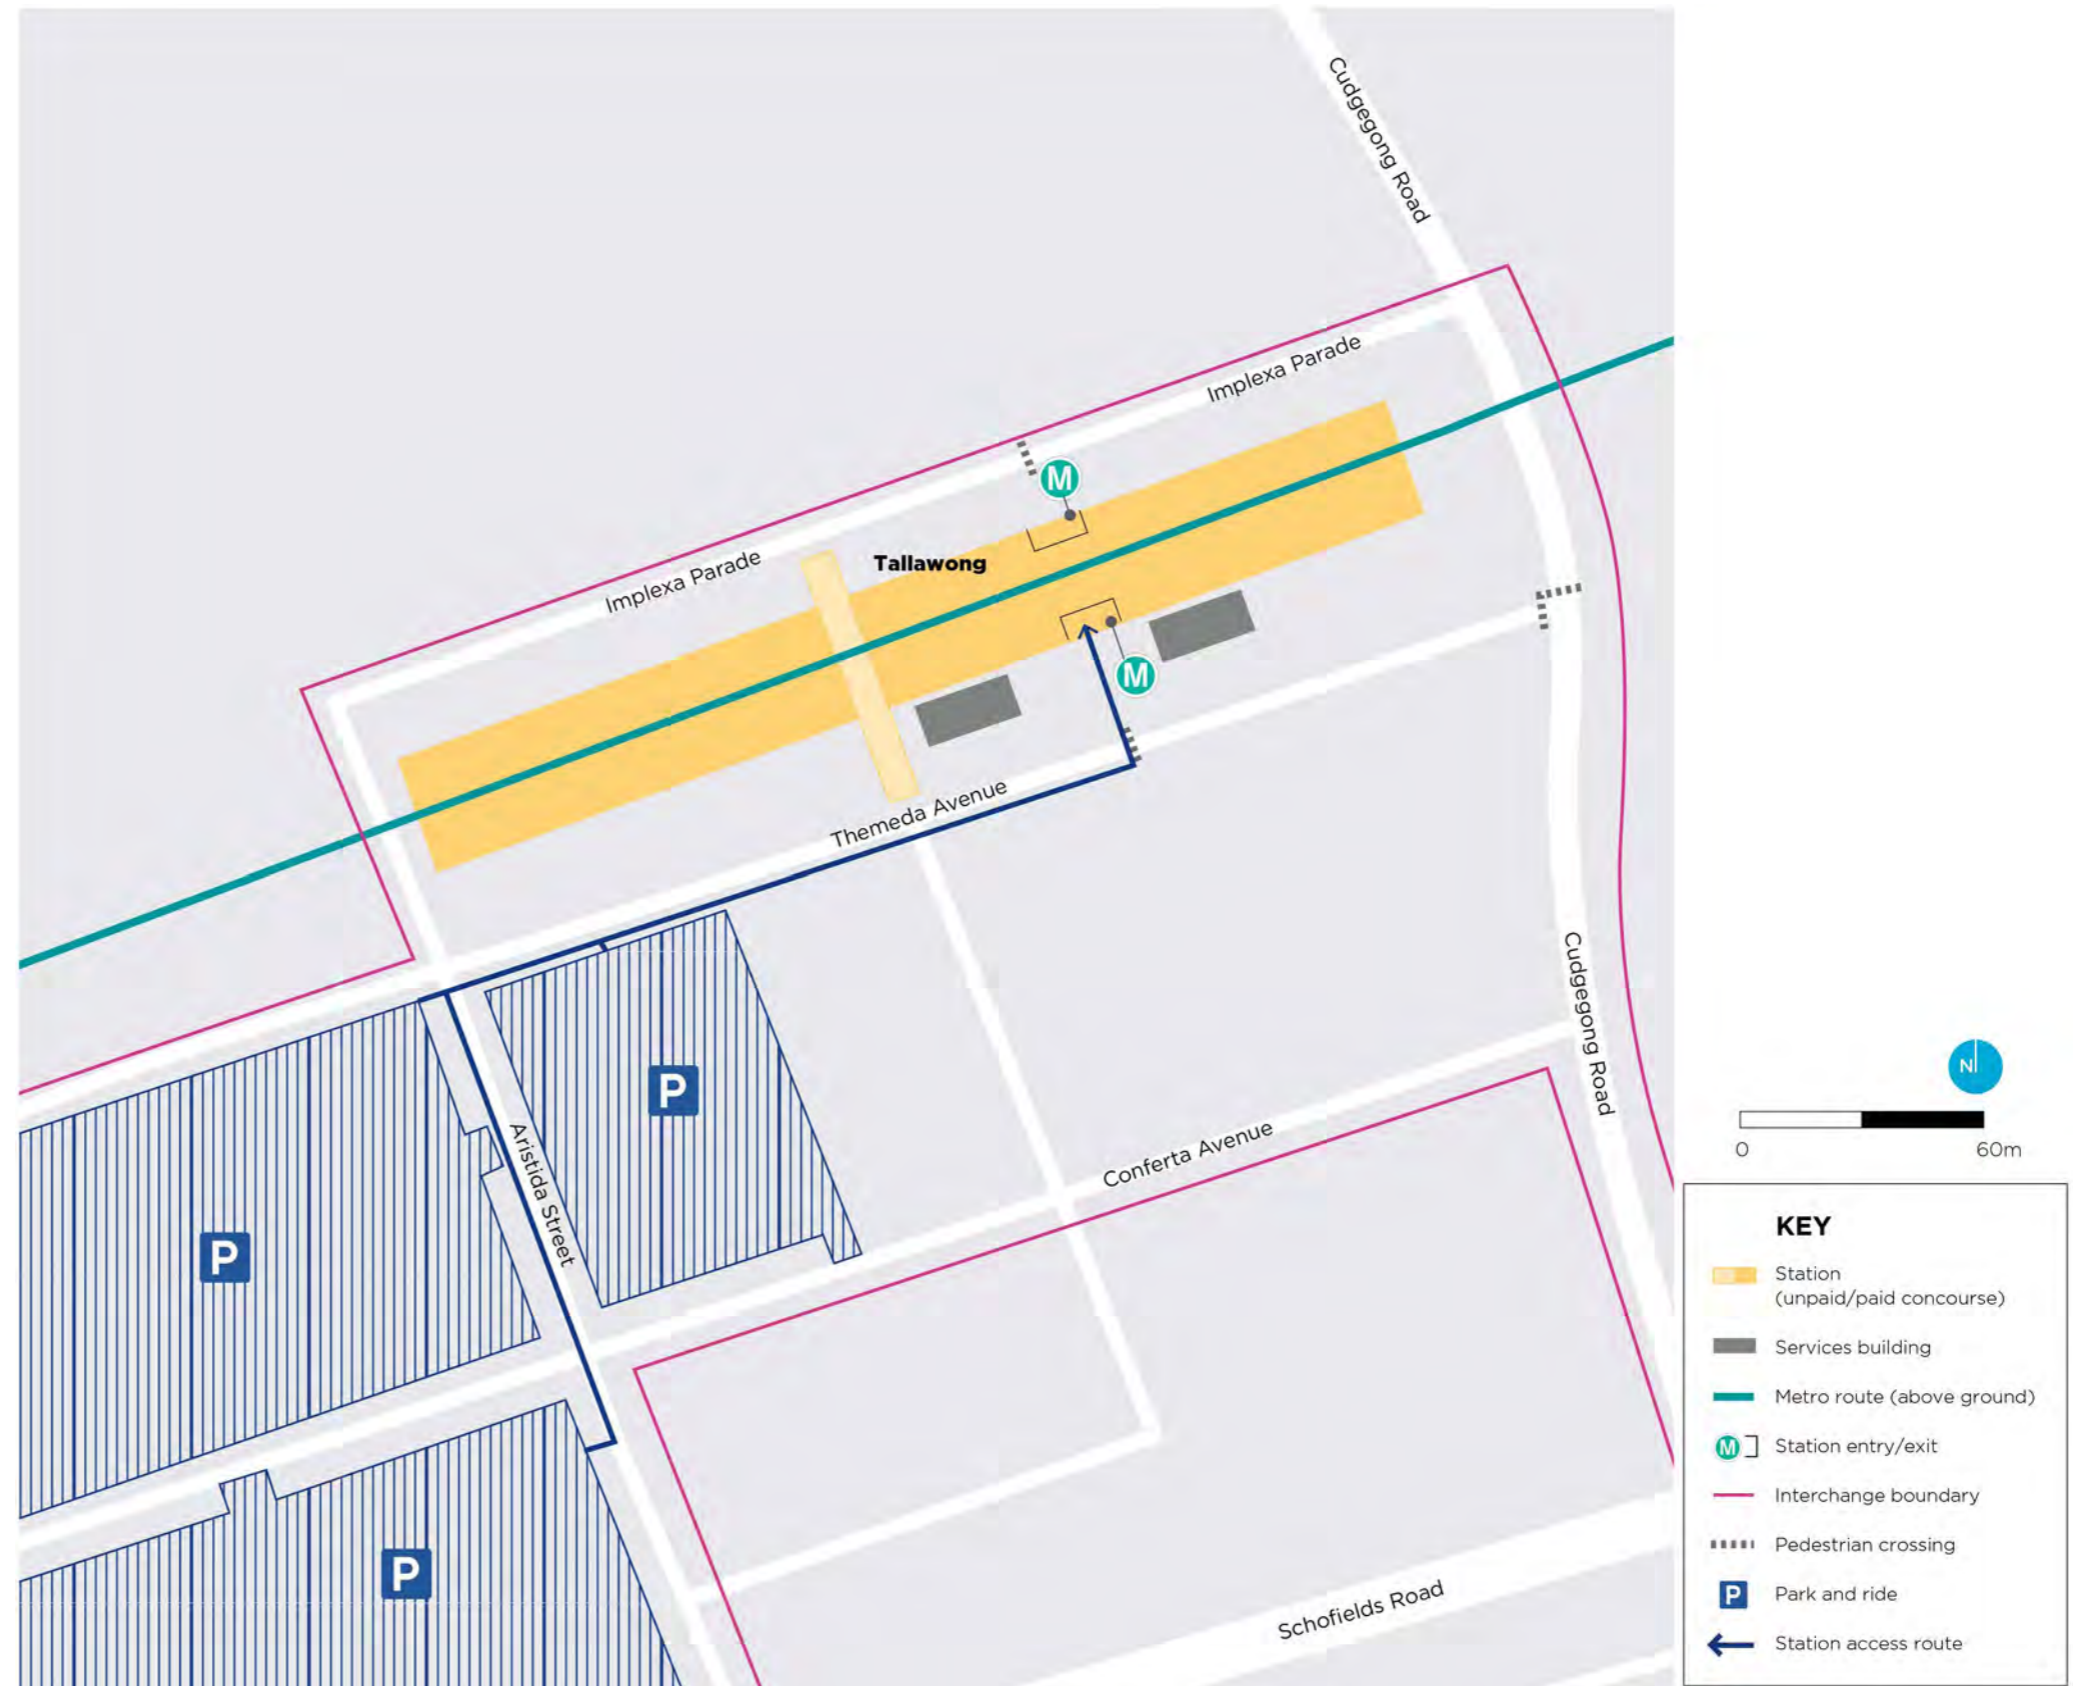 Cudgegong Road
Implexa Parade
M
Tallawong
Implexa Parade
M
Themeda Avenue
Cudgegong Road
P
Aristida Street
Conferta Avenue
P
P
Schofields Road
N
0 60m
KEY
Station
(unpaid/paid concourse)
Services building
Metro route (above ground)
M Station entry/exit
Interchange boundary
Pedestrian crossing
P Park and ride
Station access route